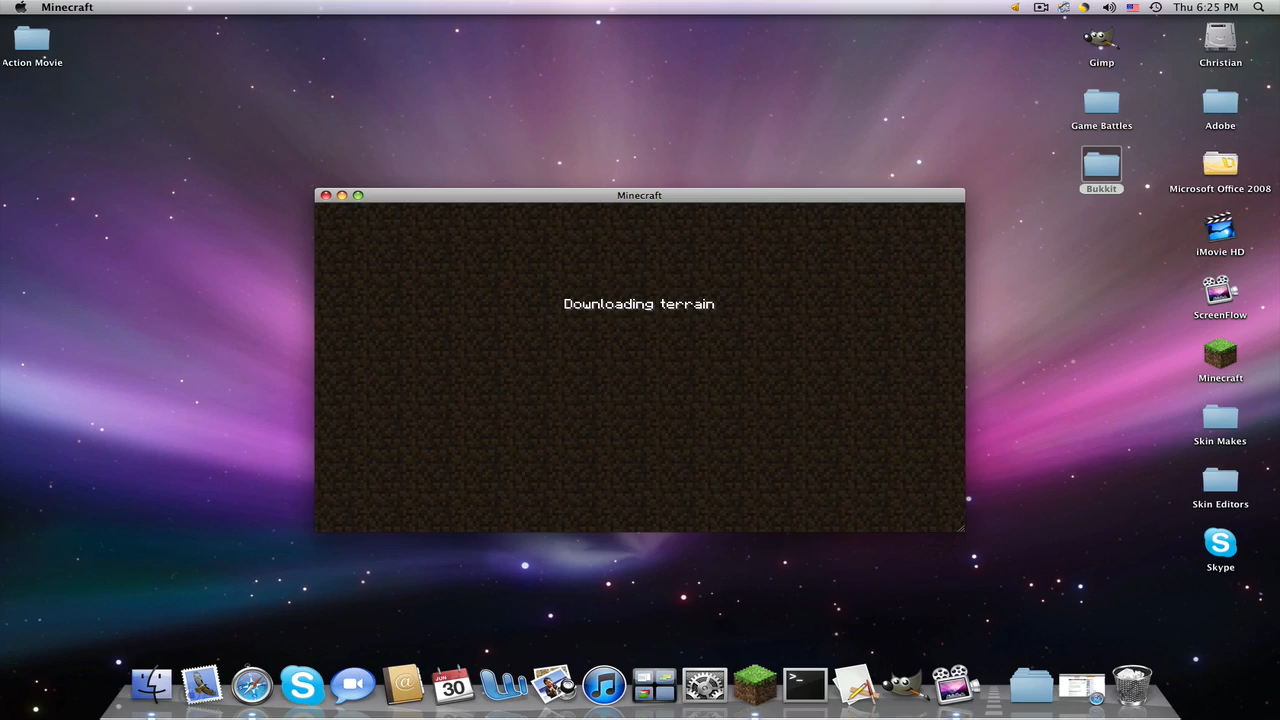 Minecraft
Thu 6:25 PM
Action Movie
Gimp
Christian
Game Battles
Adobe
Bukkit
Microsoft Office 2008
Minecraft
iMovie HD
Downloading terrain
ScreenFlow
Minecraft
Skin Makes
Skin Editors
Skype
JUN
30